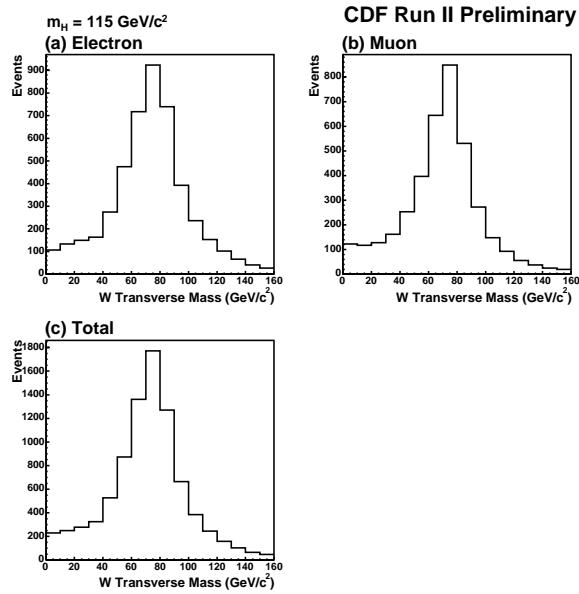 m_H = 115 GeV/c²
CDF Run II Preliminary
(a) Electron
(b) Muon
Events
900
800
700
600
500
400
300
200
100
0
0 20 40 60 80 100 120 140 160
W Transverse Mass (GeV/c²)
Events
800
700
600
500
400
300
200
100
0
0 20 40 60 80 100 120 140 160
W Transverse Mass (GeV/c²)
(c) Total
Events
1800
1600
1400
1200
1000
800
600
400
200
0
0 20 40 60 80 100 120 140 160
W Transverse Mass (GeV/c²)